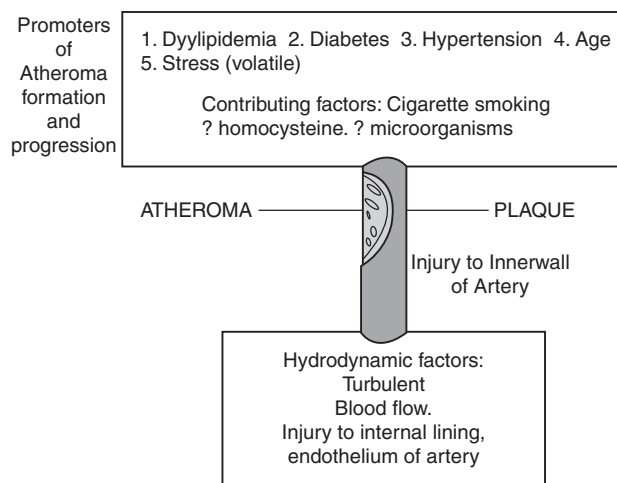 Promoters
of
Atheroma
formation
and
progression
1. Dyylipidemia 2. Diabetes 3. Hypertension 4. Age
5. Stress (volatile)
Contributing factors: Cigarette smoking
? homocysteine. ? microorganisms
ATHEROMA
PLAQUE
Injury to Innerwall
of Artery
Hydrodynamic factors:
Turbulent
Blood flow.
Injury to internal lining,
endothelium of artery